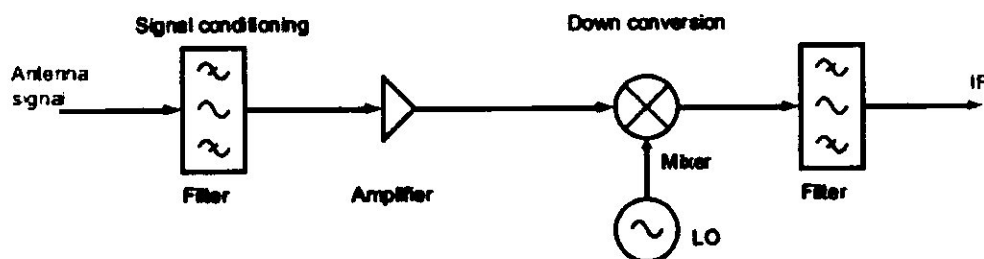 Signal conditioning
Down conversion
Antenna
signal
IF
Mixer
Filter
Amplifier
Filter
LO